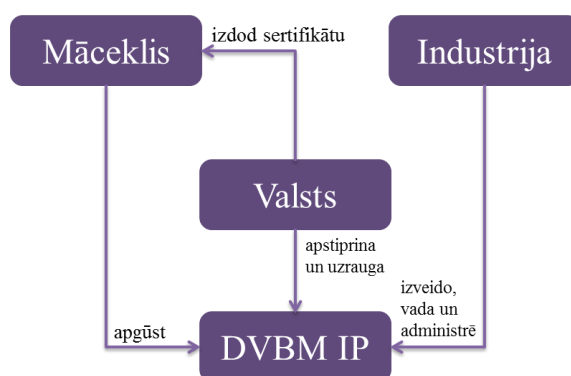 izdod sertifikātu
Māceklis
Industrija
Valsts
apstiprina
un uzrauga
izveido,
vada un
administrē
apgūst
DVBM IP